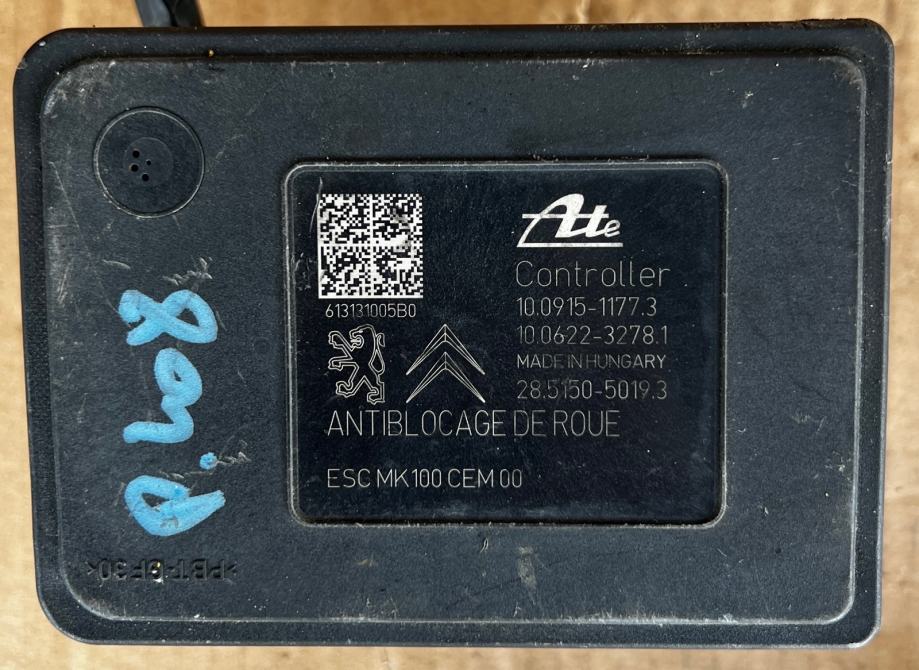 Ate
Controller
10.0915-1177.3
10.0622-3278.1
MADE IN HUNGARY
28.5150-5019.3
613131005B0
ANTIBLOCAGE DE ROUE
ESC MK100 CEM 00
>PBT-GF30<